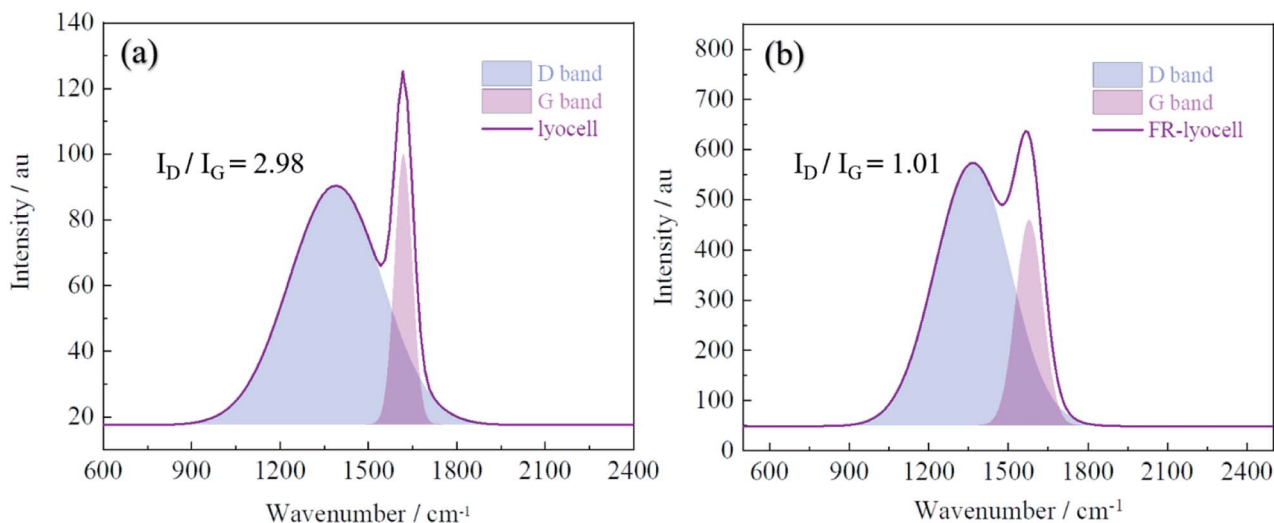 (a)
D band
G band
lyocell
I_D / I_G = 2.98
Intensity / au
140
120
100
80
60
40
20
600 900 1200 1500 1800 2100 2400
Wavenumber / cm⁻¹
(b)
D band
G band
FR-lyocell
I_D / I_G = 1.01
Intensity / au
800
700
600
500
400
300
200
100
0
600 900 1200 1500 1800 2100 2400
Wavenumber / cm⁻¹